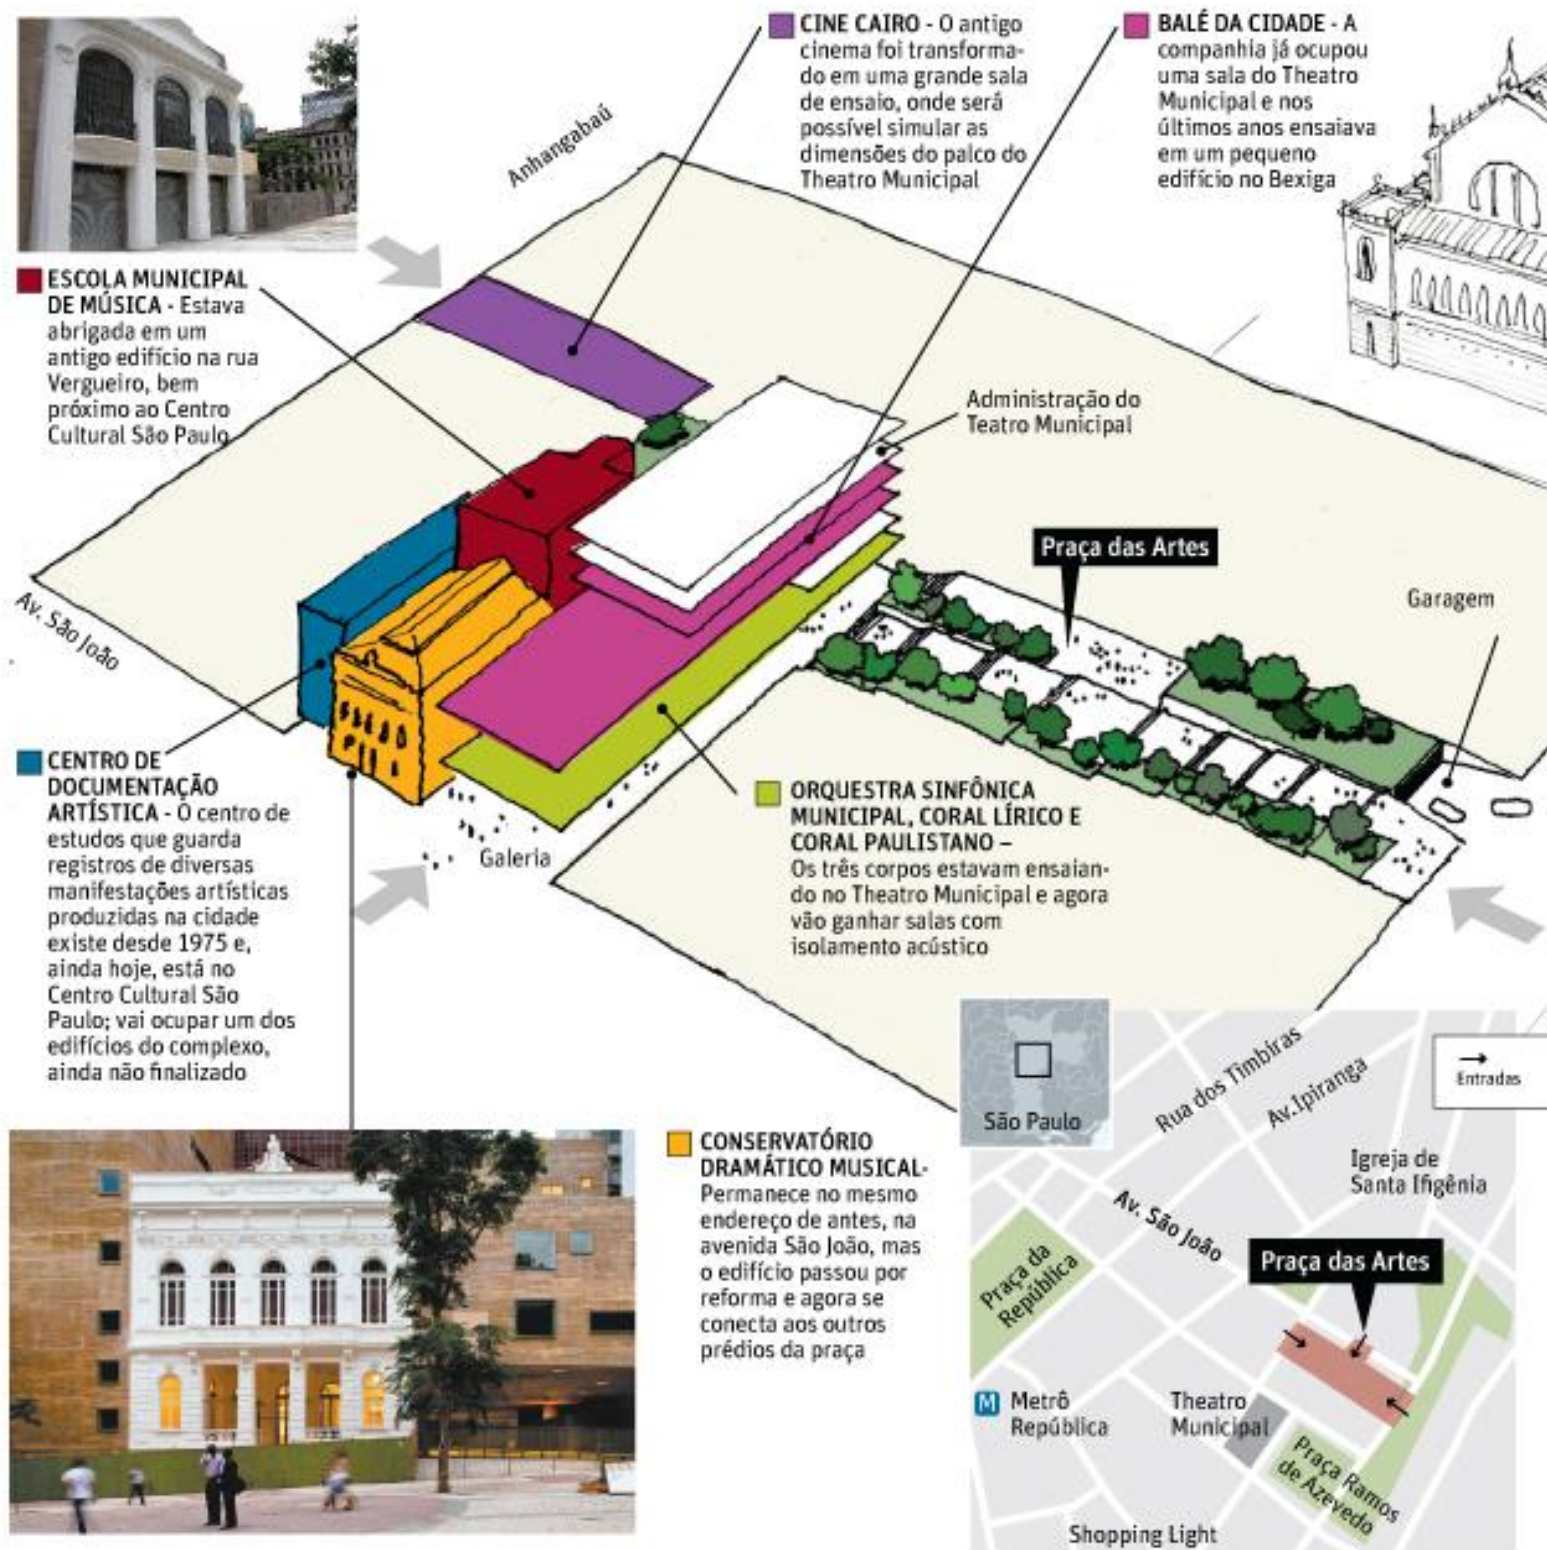 CINE CAIRO - O antigo
cinema foi transforma-
do em uma grande sala
de ensaio, onde será
possível simular as
dimensões do palco do
Theatro Municipal
BALÉ DA CIDADE - A
companhia já ocupou
uma sala do Theatro
Municipal e nos
últimos anos ensaiava
em um pequeno
edifício no Bexiga
Anhangabaú
ESCOLA MUNICIPAL
DE MÚSICA - Estava
abrigada em um
antigo edifício na rua
Vergueiro, bem
próximo ao Centro
Cultural São Paulo
Administração do
Teatro Municipal
Praça das Artes
Garagem
Av. São João
CENTRO DE
DOCUMENTAÇÃO
ARTÍSTICA - O centro de
estudos que guarda
registros de diversas
manifestações artísticas
produzidas na cidade
existe desde 1975 e,
ainda hoje, está no
Centro Cultural São
Paulo; vai ocupar um dos
edifícios do complexo,
ainda não finalizado
Galeria
ORQUESTRA SINFÔNICA
MUNICIPAL, CORAL LÍRICO E
CORAL PAULISTANO –
Os três corpos estavam ensaian-
do no Theatro Municipal e agora
vão ganhar salas com
isolamento acústico
CONSERVATÓRIO
DRAMÁTICO MUSICAL-
Permanece no mesmo
endereço de antes, na
avenida São João, mas
o edifício passou por
reforma e agora se
conecta aos outros
prédios da praça
São Paulo
Rua dos Timbiras
Av.Ipiranga
Entradas
Igreja de
Santa Ifigênia
Av. São João
Praça das Artes
Praça da
República
M Metrô
República
Theatro
Municipal
Praça Ramos
de Azevedo
Shopping Light